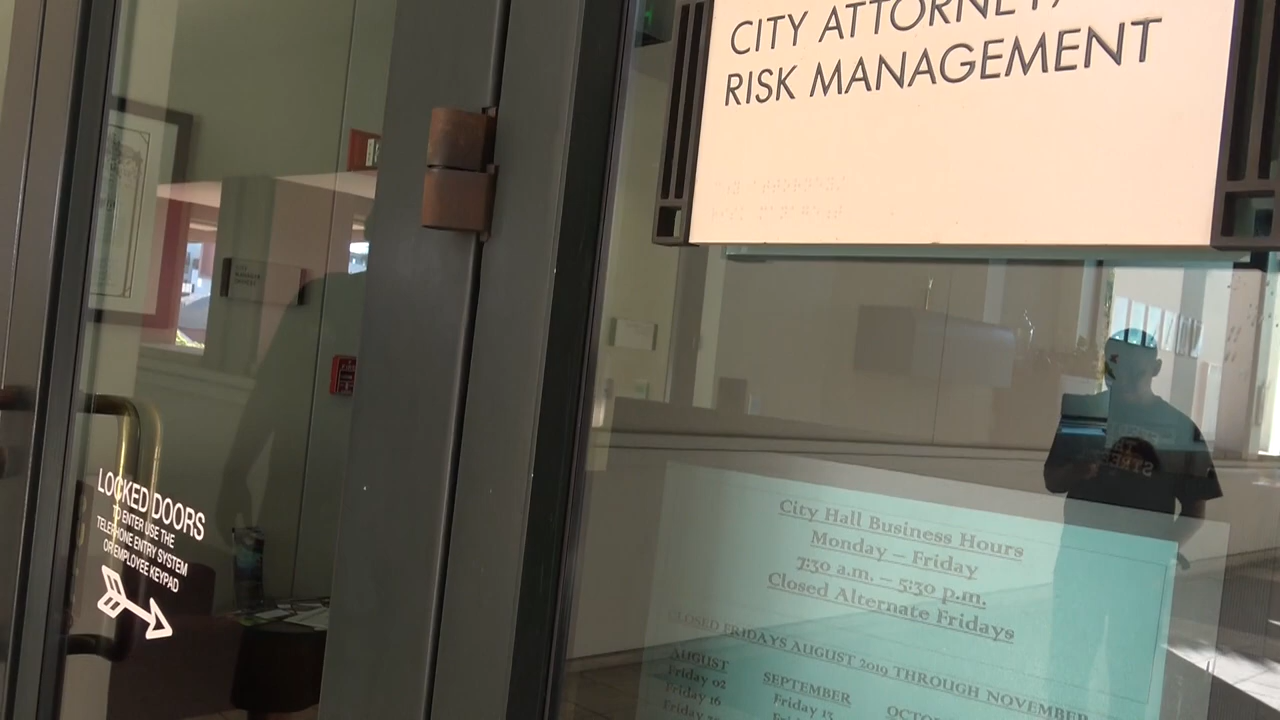 CITY ATTORNEY/
RISK MANAGEMENT
LOCKED DOORS
TO ENTER USE THE
TELEPHONE ENTRY SYSTEM
OR EMPLOYEE KEYPAD
City Hall Business Hours
Monday – Friday
7:30 a.m. – 5:30 p.m.
Closed Alternate Fridays
CLOSED FRIDAYS AUGUST 2019 THROUGH NOVEMBER
AUGUST SEPTEMBER
Friday 02 Friday 13
Friday 16